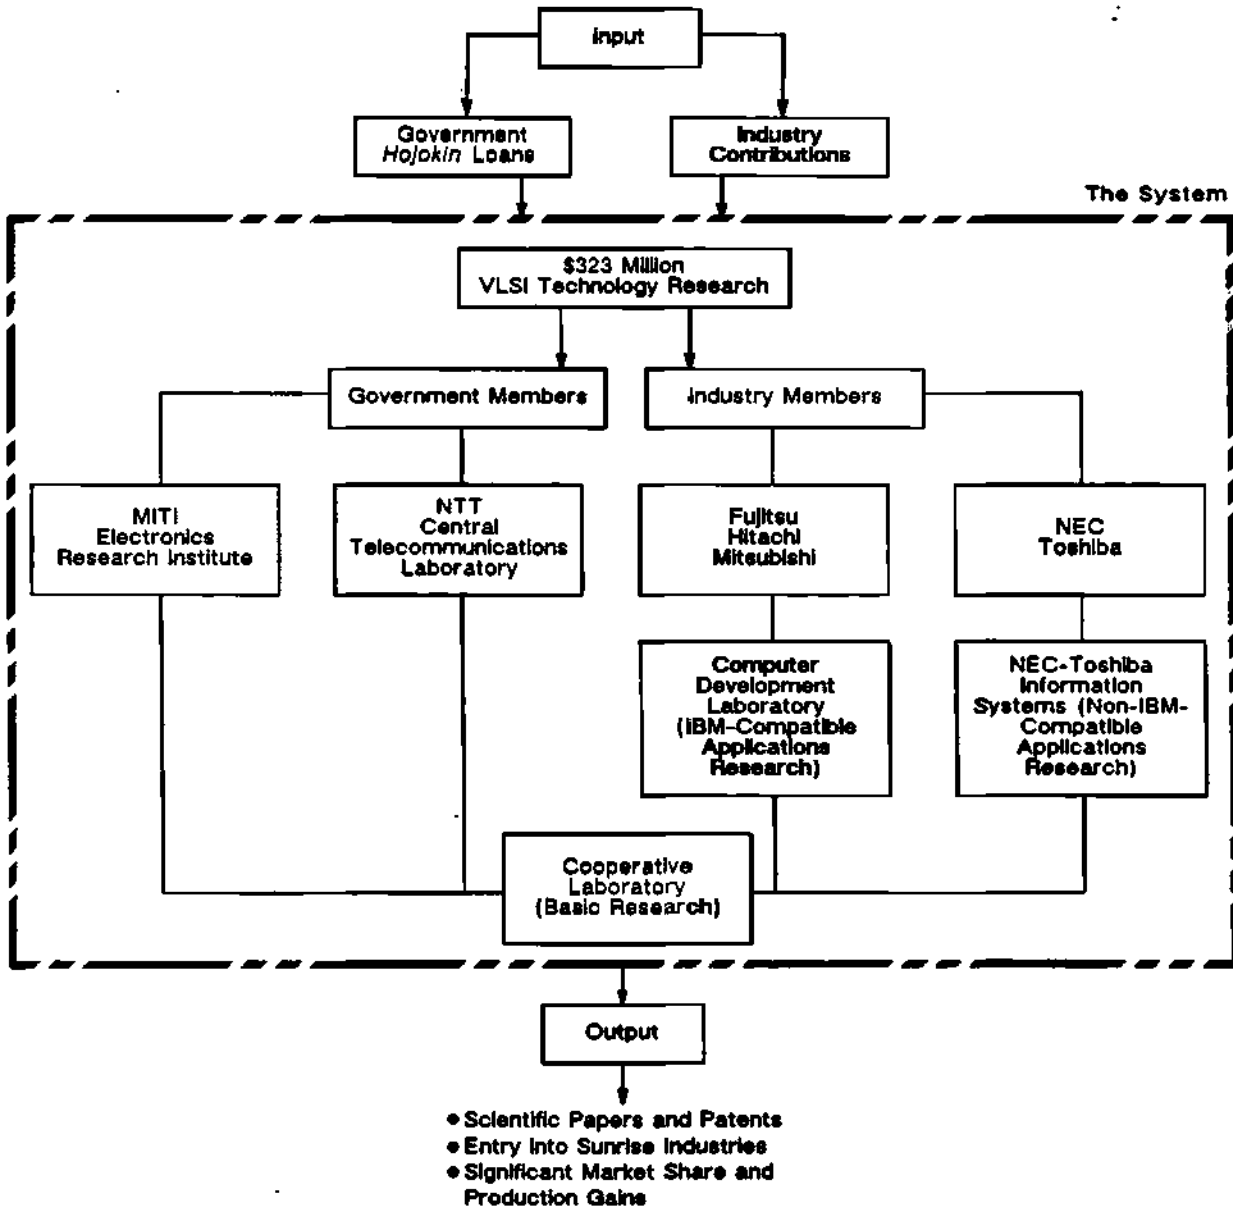 Input
Government
Hojokin Loans
Industry
Contributions
The System
$323 Million
VLSI Technology Research
Government Members
Industry Members
MITI
Electronics
Research Institute
NTT
Central
Telecommunications
Laboratory
Fujitsu
Hitachi
Mitsubishi
NEC
Toshiba
Computer
Development
Laboratory
(IBM-Compatible
Applications
Research)
NEC-Toshiba
Information
Systems (Non-IBM-
Compatible
Applications
Research)
Cooperative
Laboratory
(Basic Research)
Output
● Scientific Papers and Patents
● Entry Into Sunrise Industries
● Significant Market Share and
Production Gains